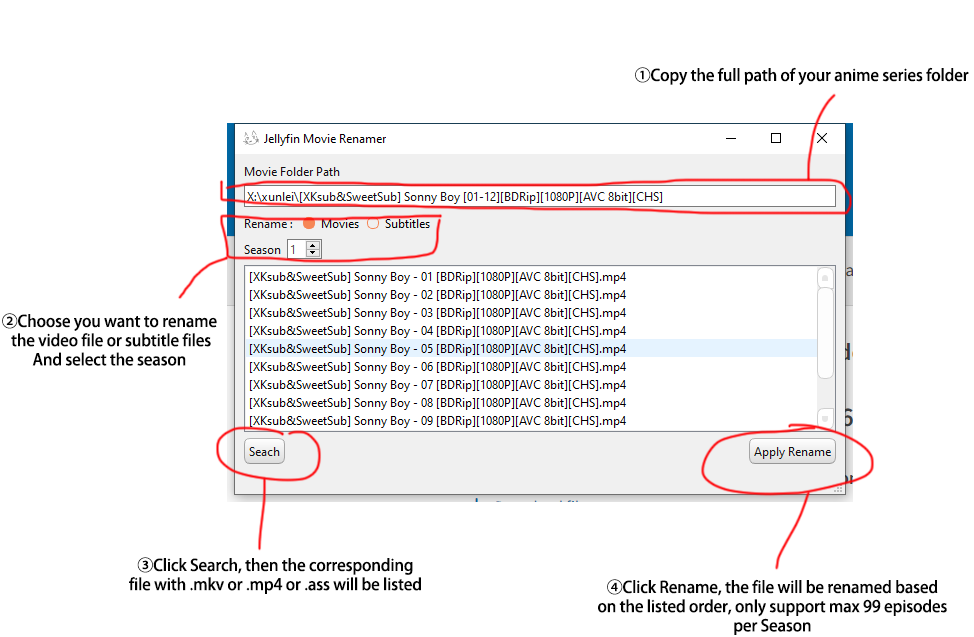 ①Copy the full path of your anime series folder
Jellyfin Movie Renamer
Movie Folder Path
X:\xunlei\[XKsub&SweetSub] Sonny Boy [01-12][BDRip][1080P][AVC 8bit][CHS]
Rename : Movies Subtitles
Season 1
[XKsub&SweetSub] Sonny Boy - 01 [BDRip][1080P][AVC 8bit][CHS].mp4
[XKsub&SweetSub] Sonny Boy - 02 [BDRip][1080P][AVC 8bit][CHS].mp4
[XKsub&SweetSub] Sonny Boy - 03 [BDRip][1080P][AVC 8bit][CHS].mp4
[XKsub&SweetSub] Sonny Boy - 04 [BDRip][1080P][AVC 8bit][CHS].mp4
[XKsub&SweetSub] Sonny Boy - 05 [BDRip][1080P][AVC 8bit][CHS].mp4
[XKsub&SweetSub] Sonny Boy - 06 [BDRip][1080P][AVC 8bit][CHS].mp4
[XKsub&SweetSub] Sonny Boy - 07 [BDRip][1080P][AVC 8bit][CHS].mp4
[XKsub&SweetSub] Sonny Boy - 08 [BDRip][1080P][AVC 8bit][CHS].mp4
[XKsub&SweetSub] Sonny Boy - 09 [BDRip][1080P][AVC 8bit][CHS].mp4
②Choose you want to rename
the video file or subtitle files
And select the season
Seach
Apply Rename
③Click Search, then the corresponding
file with .mkv or .mp4 or .ass will be listed
④Click Rename, the file will be renamed based
on the listed order, only support max 99 episodes
per Season